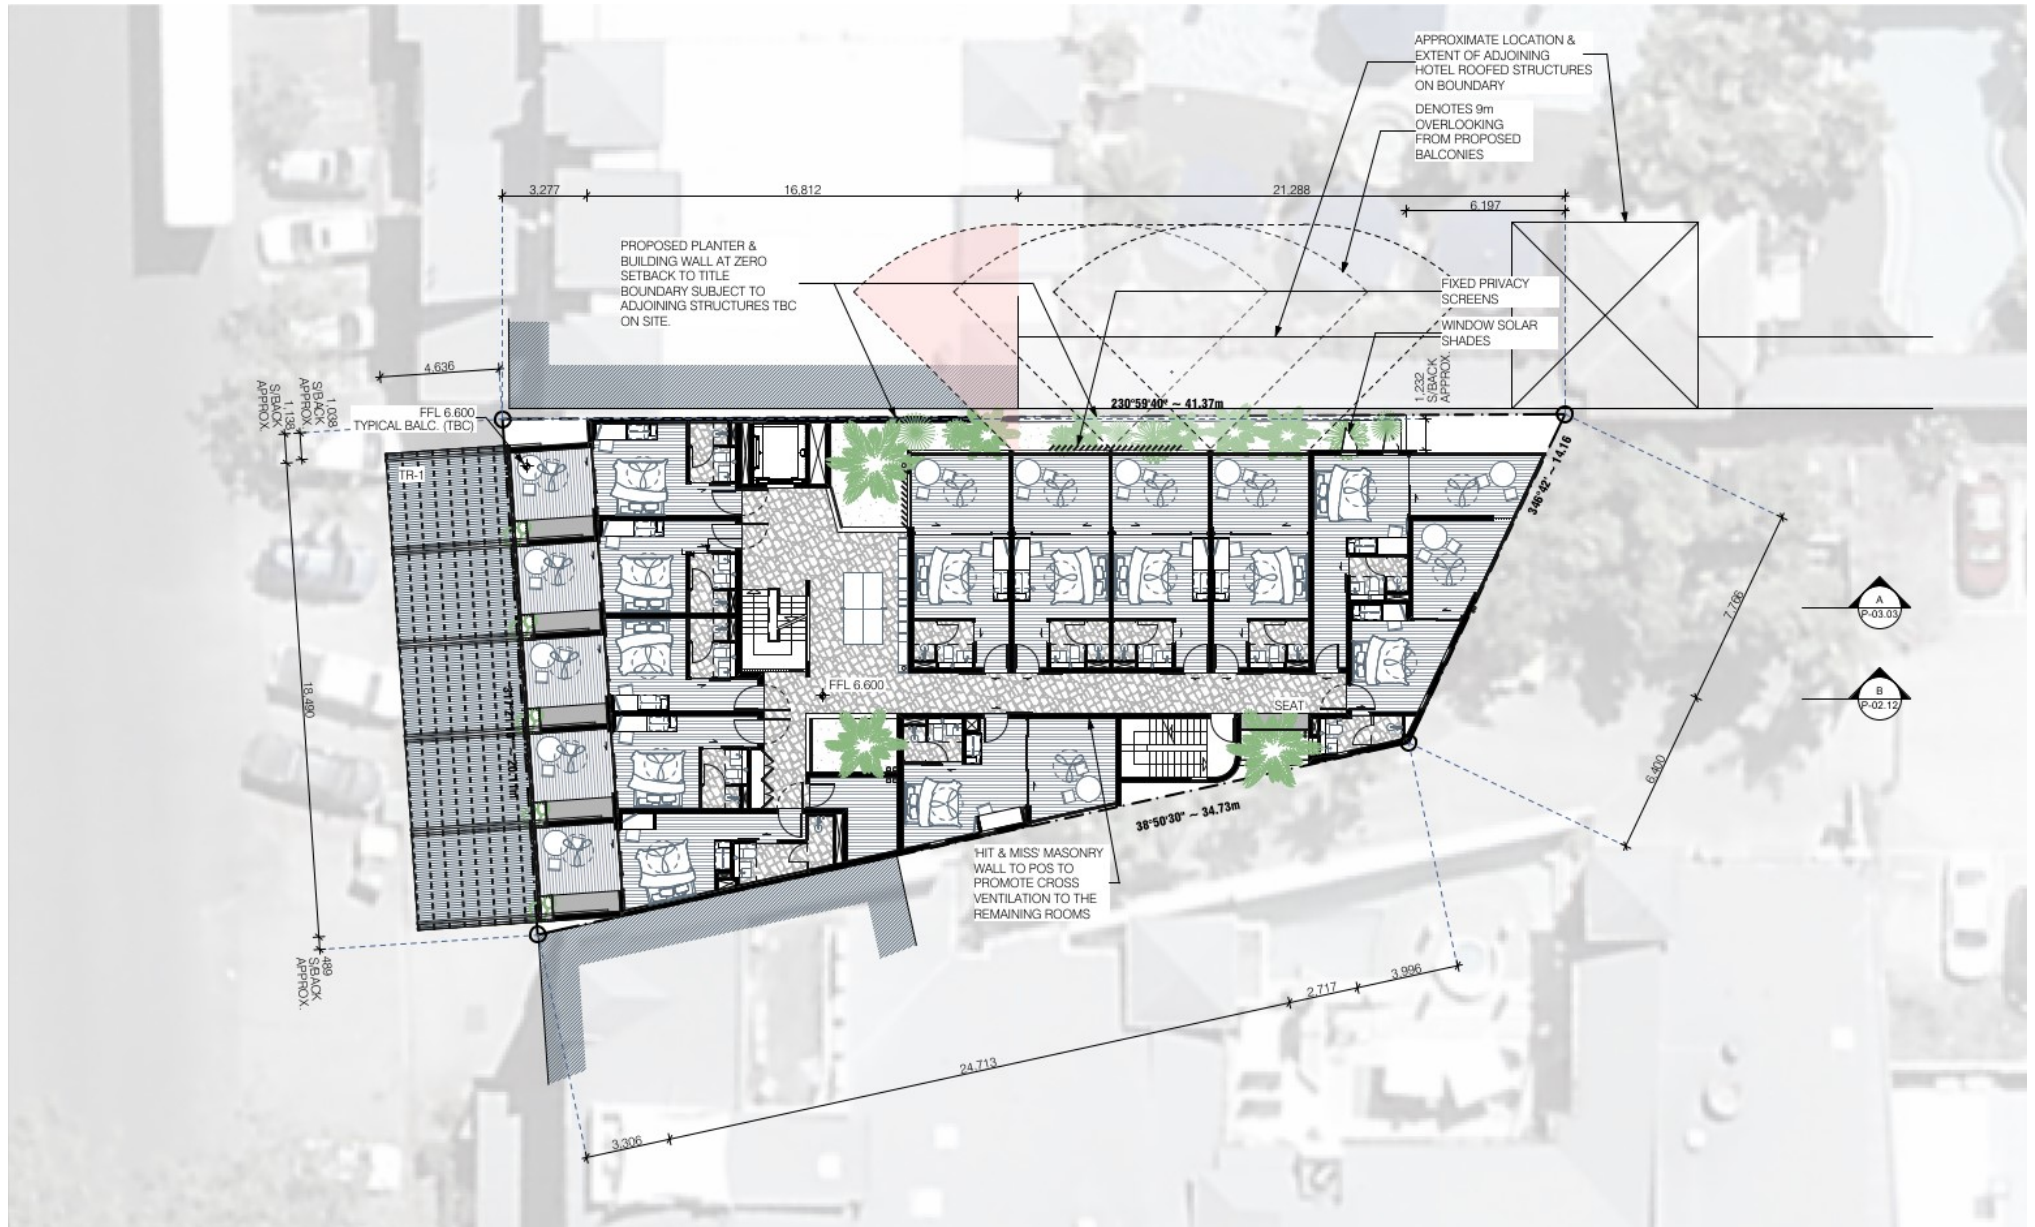 APPROXIMATE LOCATION &
EXTENT OF ADJOINING
HOTEL ROOFED STRUCTURES
ON BOUNDARY
DENOTES 9m
OVERLOOKING
FROM PROPOSED
BALCONIES
3,277
16,812
21,288
6,197
PROPOSED PLANTER &
BUILDING WALL AT ZERO
SETBACK TO TITLE
BOUNDARY SUBJECT TO
ADJOINING STRUCTURES TBC
ON SITE.
FIXED PRIVACY
SCREENS
WINDOW SOLAR
SHADES
1,232
S/BACK
APPROX.
4,636
1,038
S/BACK
APPROX
1,138
S/BACK
APPROX
FFL 6.600
TYPICAL BALC. (TBC)
230°59'40" ~ 41.37m
346°42' ~ 14.16
TR-1
7,766
A
P-03.03
B
P-02.12
18,490
FFL 6.600
SEAT
6,400
38°50'30" ~ 34.73m
'HIT & MISS' MASONRY
WALL TO POS TO
PROMOTE CROSS
VENTILATION TO THE
REMAINING ROOMS
489
S/BACK
APPROX.
3,996
2,717
24,713
3,306